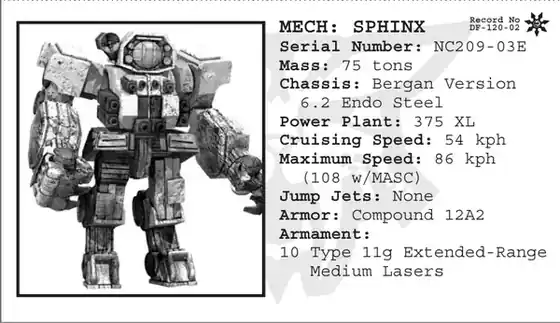 MECH: SPHINX
Record No
DF-120-02
Serial Number: NC209-03E
Mass: 75 tons
Chassis: Bergan Version
6.2 Endo Steel
Power Plant: 375 XL
Cruising Speed: 54 kph
Maximum Speed: 86 kph
(108 w/MASC)
Jump Jets: None
Armor: Compound 12A2
Armament:
10 Type 11g Extended-Range
Medium Lasers